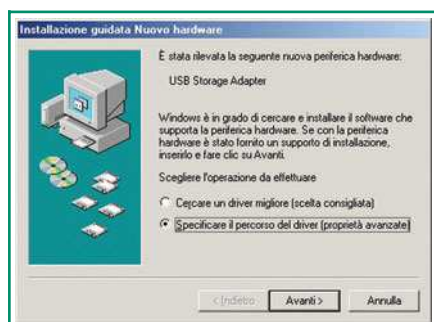 Installazione guidata Nuovo hardware
È stata rilevata la seguente nuova periferica hardware:
USB Storage Adapter
Windows è in grado di cercare e installare il software che
supporta la periferica hardware. Se con la periferica
hardware è stato fornito un supporto di installazione,
inserirlo e fare clic su Avanti.
Scegliere l'operazione da effettuare
Cercare un driver migliore (scelta consigliata)
Specificare il percorso del driver (proprietà avanzate)
< Indietro
Avanti >
Annulla